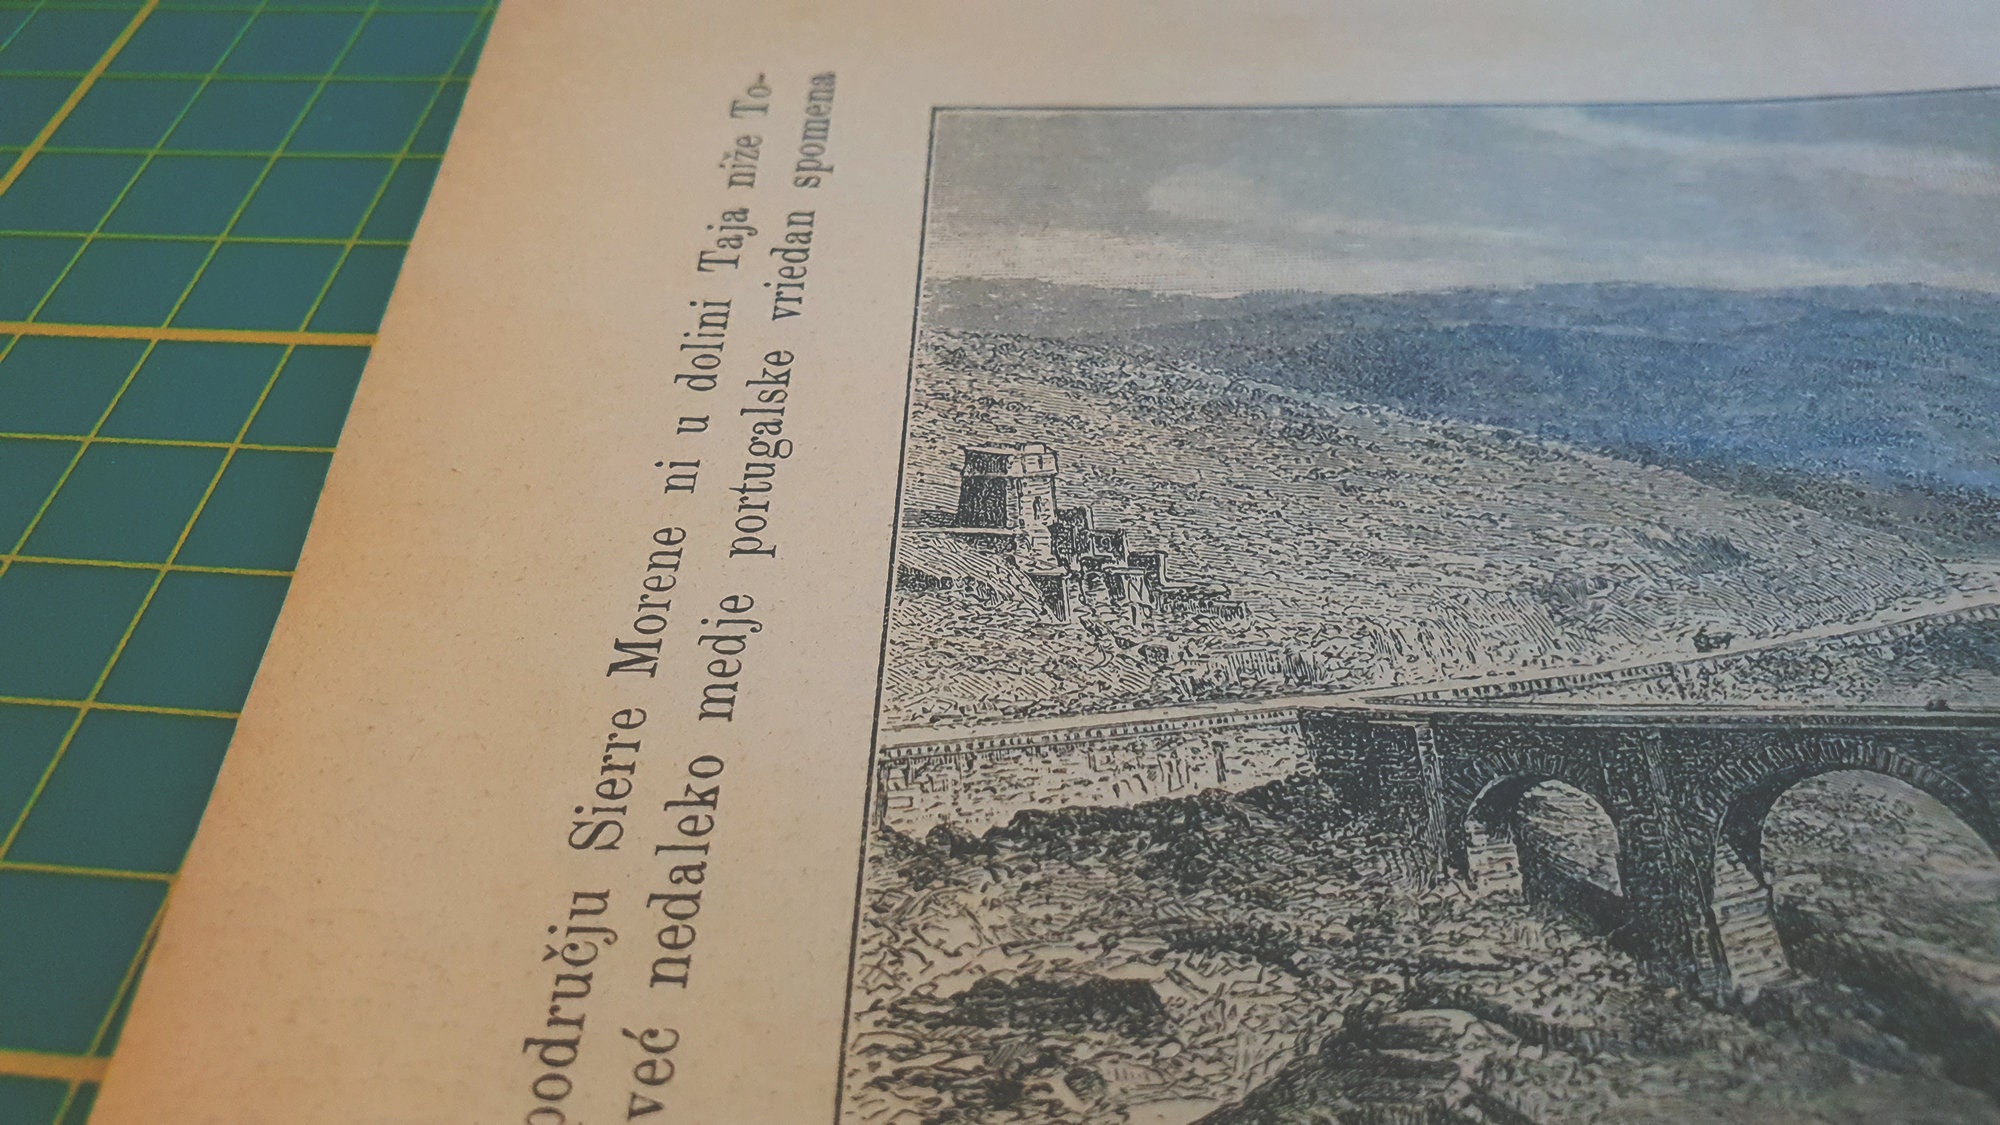 području Sierre Morene ni u dolini Taja niže To-
već nedaleko medje portugalske vriedan spomena